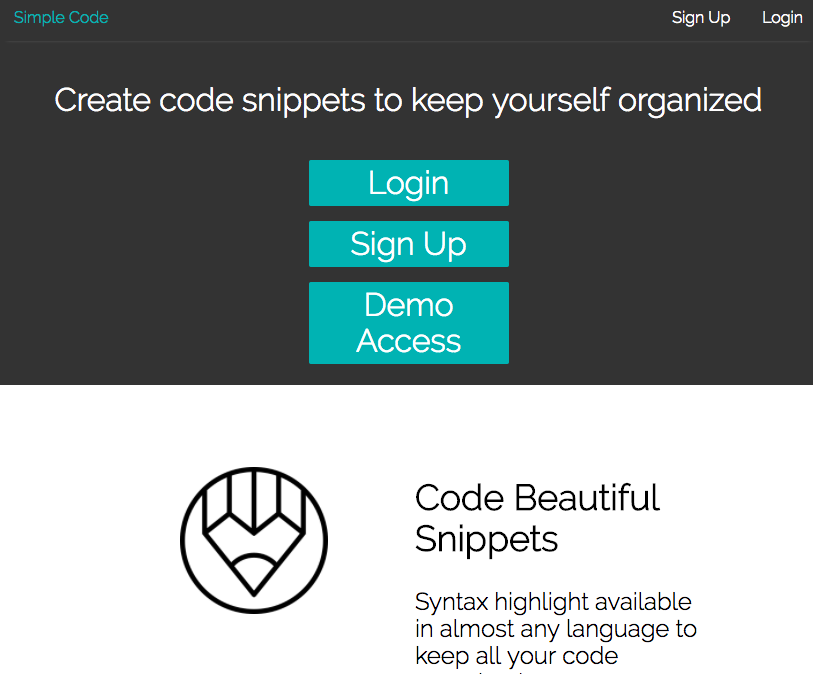 Simple Code
Sign Up
Login
Create code snippets to keep yourself organized
Login
Sign Up
Demo
Access
Code Beautiful
Snippets
Syntax highlight available
in almost any language to
keep all your code